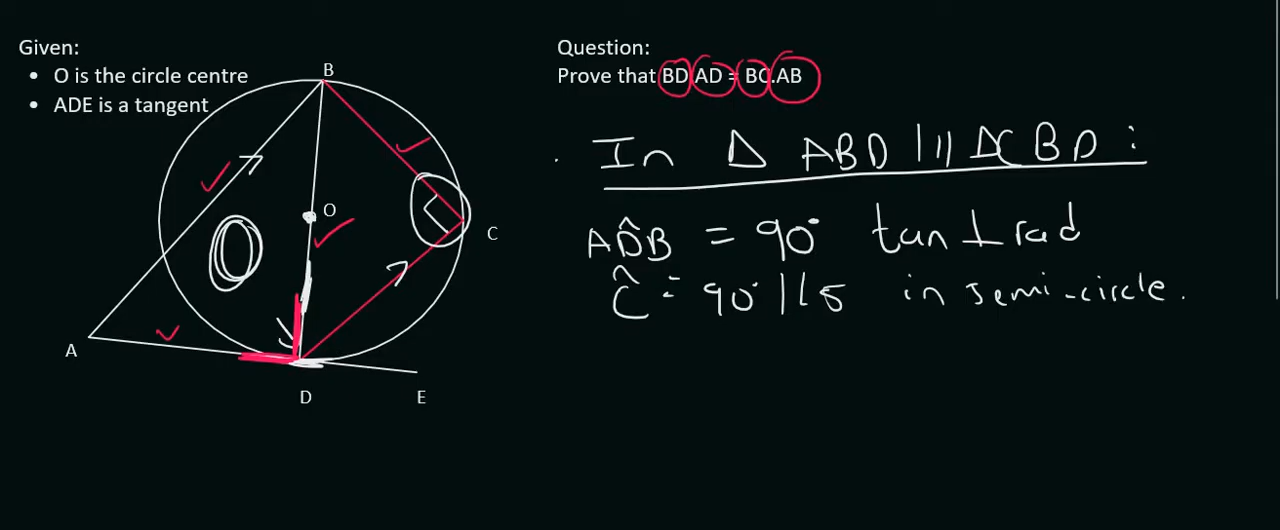 Given:
• O is the circle centre
• ADE is a tangent
B
O
C
A
D
E
Question:
Prove that BD.AD = BC.AB
In Δ ABD ||| ΔCBD :
AD̂B = 90° tan ⊥ rad
Ĉ = 90° | ∠s in semi-circle.